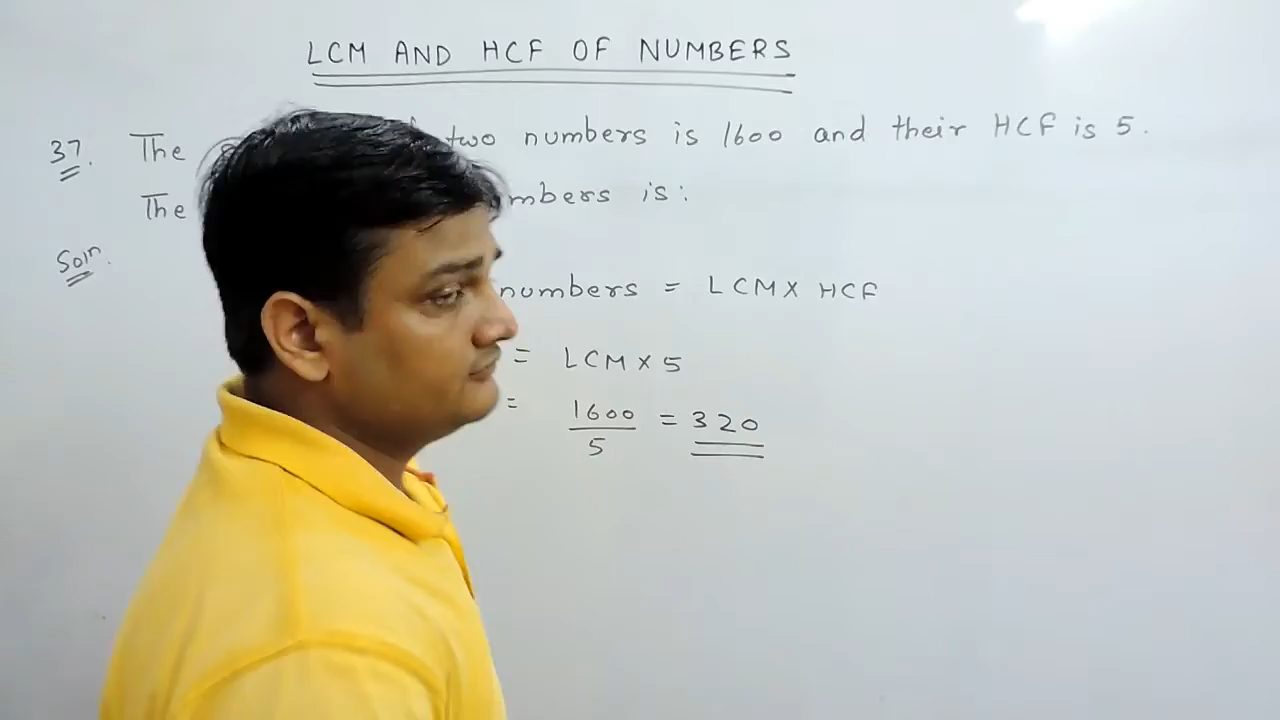 LCM AND HCF OF NUMBERS
37. The two numbers is 1600 and their HCF is 5.
The mbers is:
Soln.
numbers = LCM X HCF
= LCM X 5
= 1600 / 5 = 320